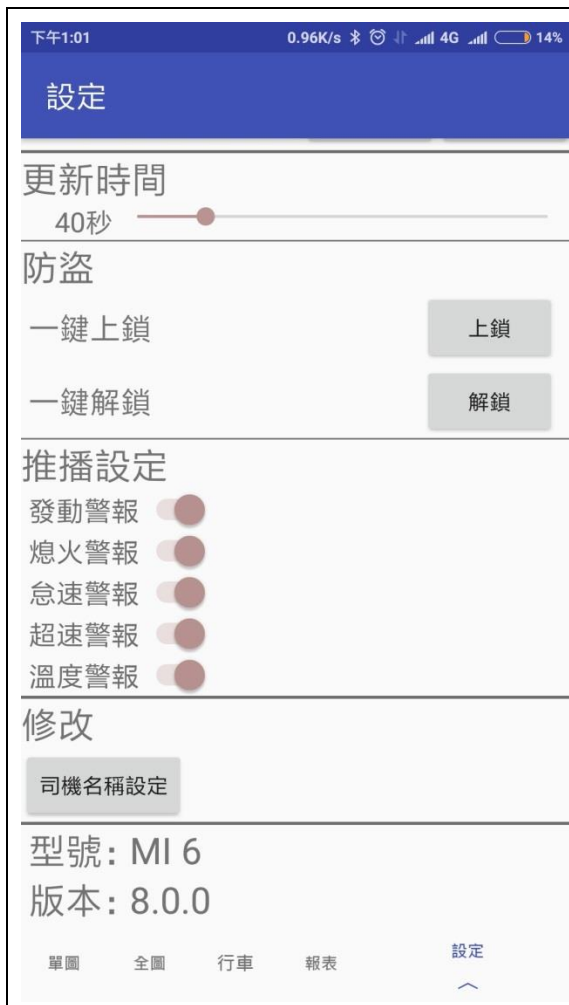 下午1:01 0.96K/s 4G 14%
設定
更新時間
40秒
防盜
一鍵上鎖 上鎖
一鍵解鎖 解鎖
推播設定
發動警報
熄火警報
怠速警報
超速警報
溫度警報
修改
司機名稱設定
型號: MI 6
版本: 8.0.0
單圖 全圖 行車 報表 設定